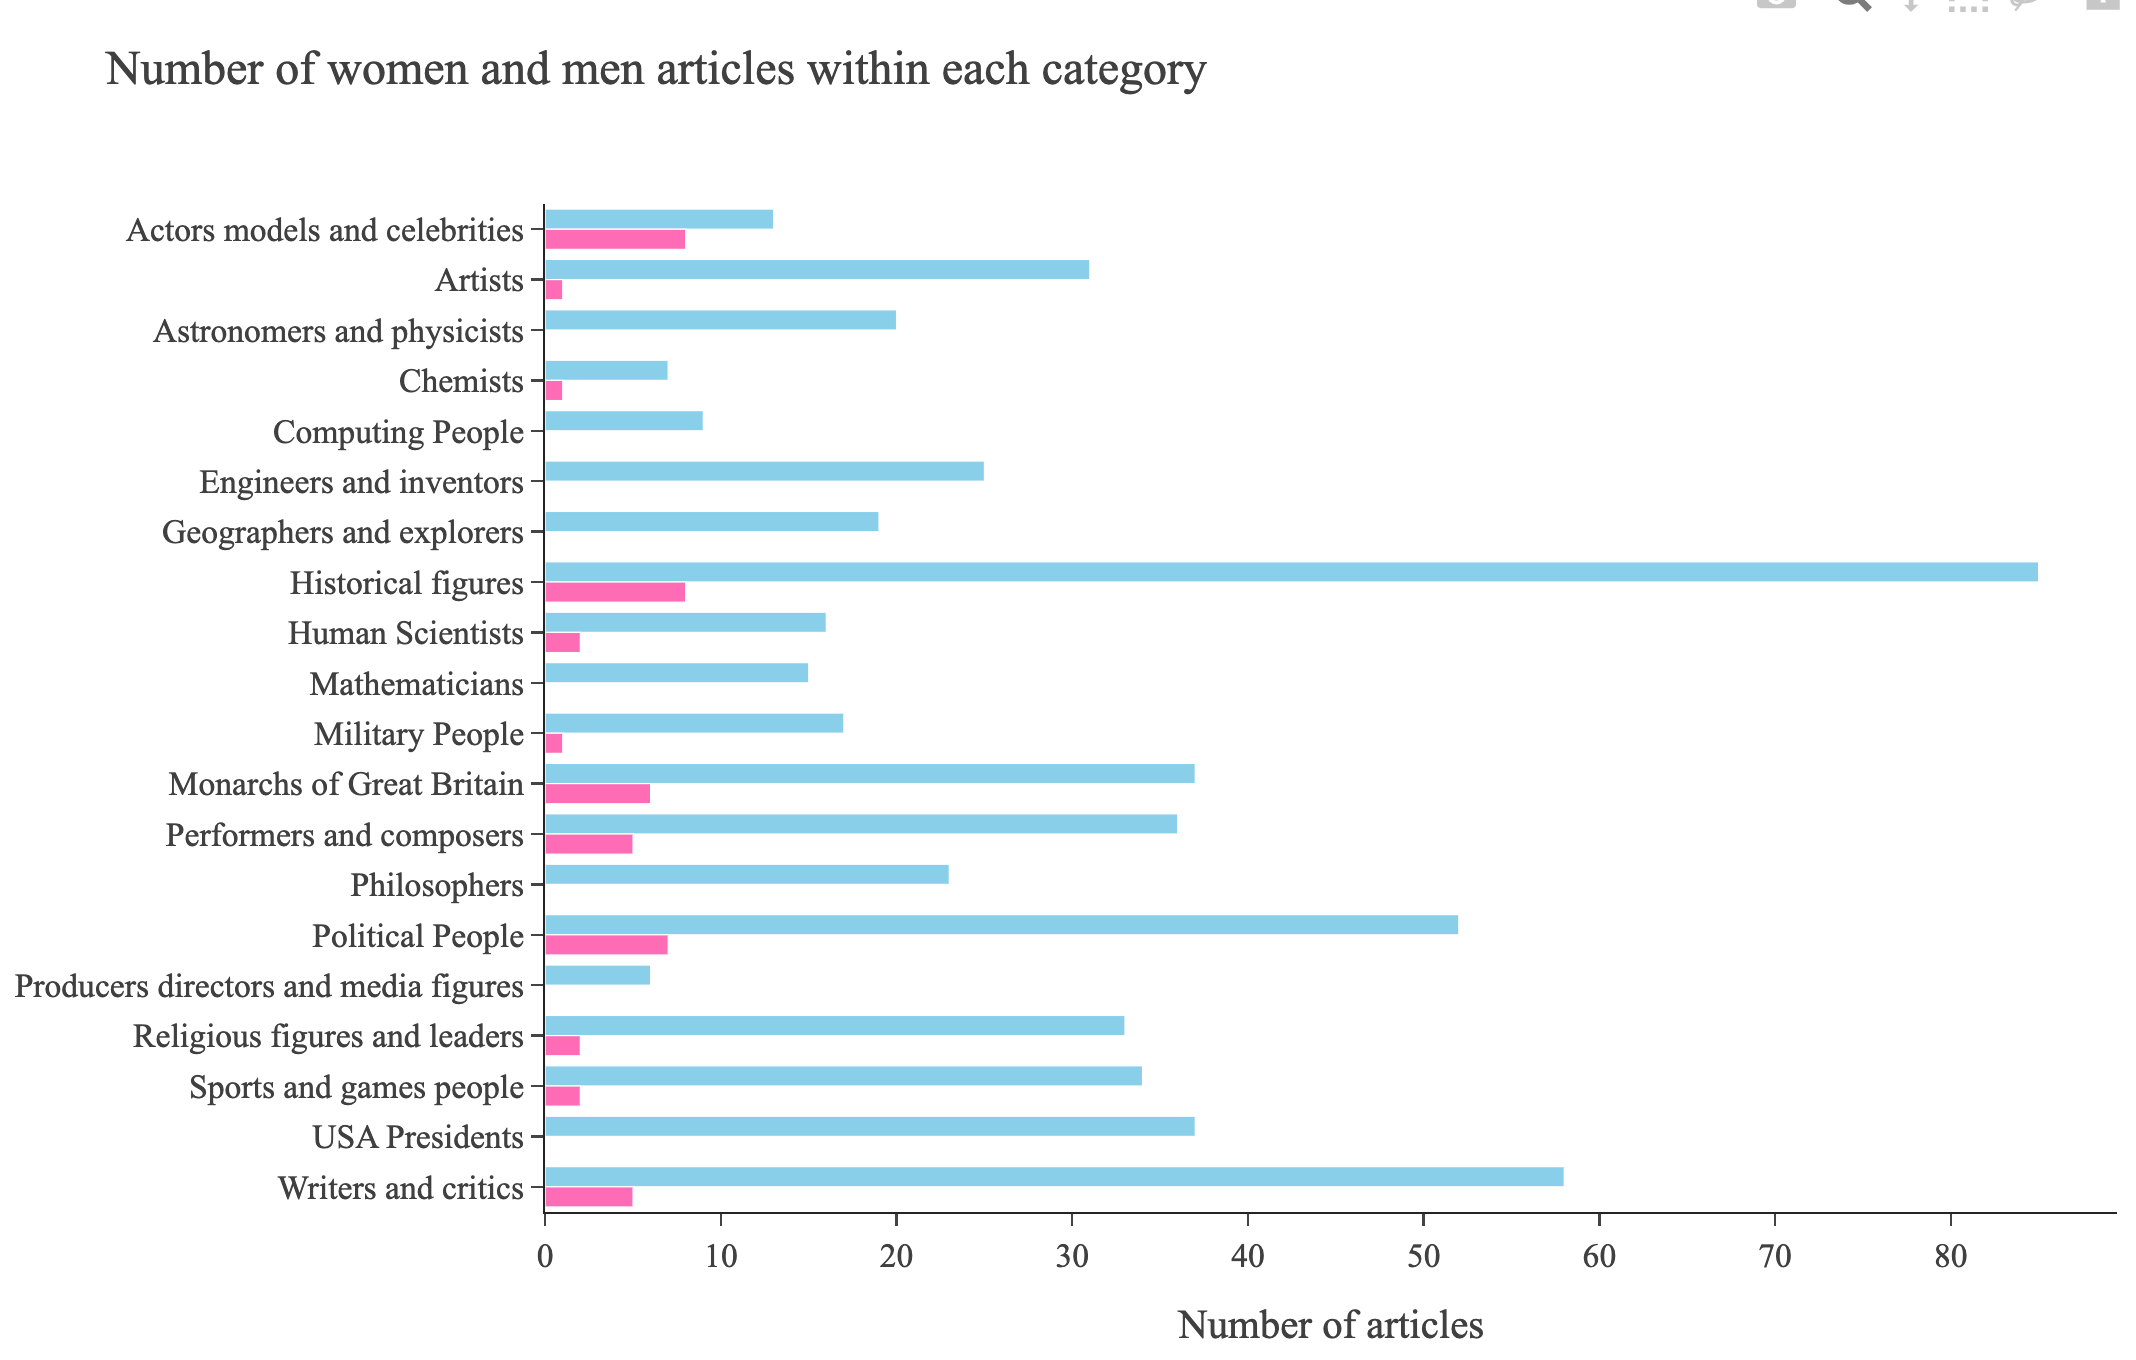 Number of women and men articles within each category
Actors models and celebrities
Artists
Astronomers and physicists
Chemists
Computing People
Engineers and inventors
Geographers and explorers
Historical figures
Human Scientists
Mathematicians
Military People
Monarchs of Great Britain
Performers and composers
Philosophers
Political People
Producers directors and media figures
Religious figures and leaders
Sports and games people
USA Presidents
Writers and critics
0 10 20 30 40 50 60 70 80
Number of articles